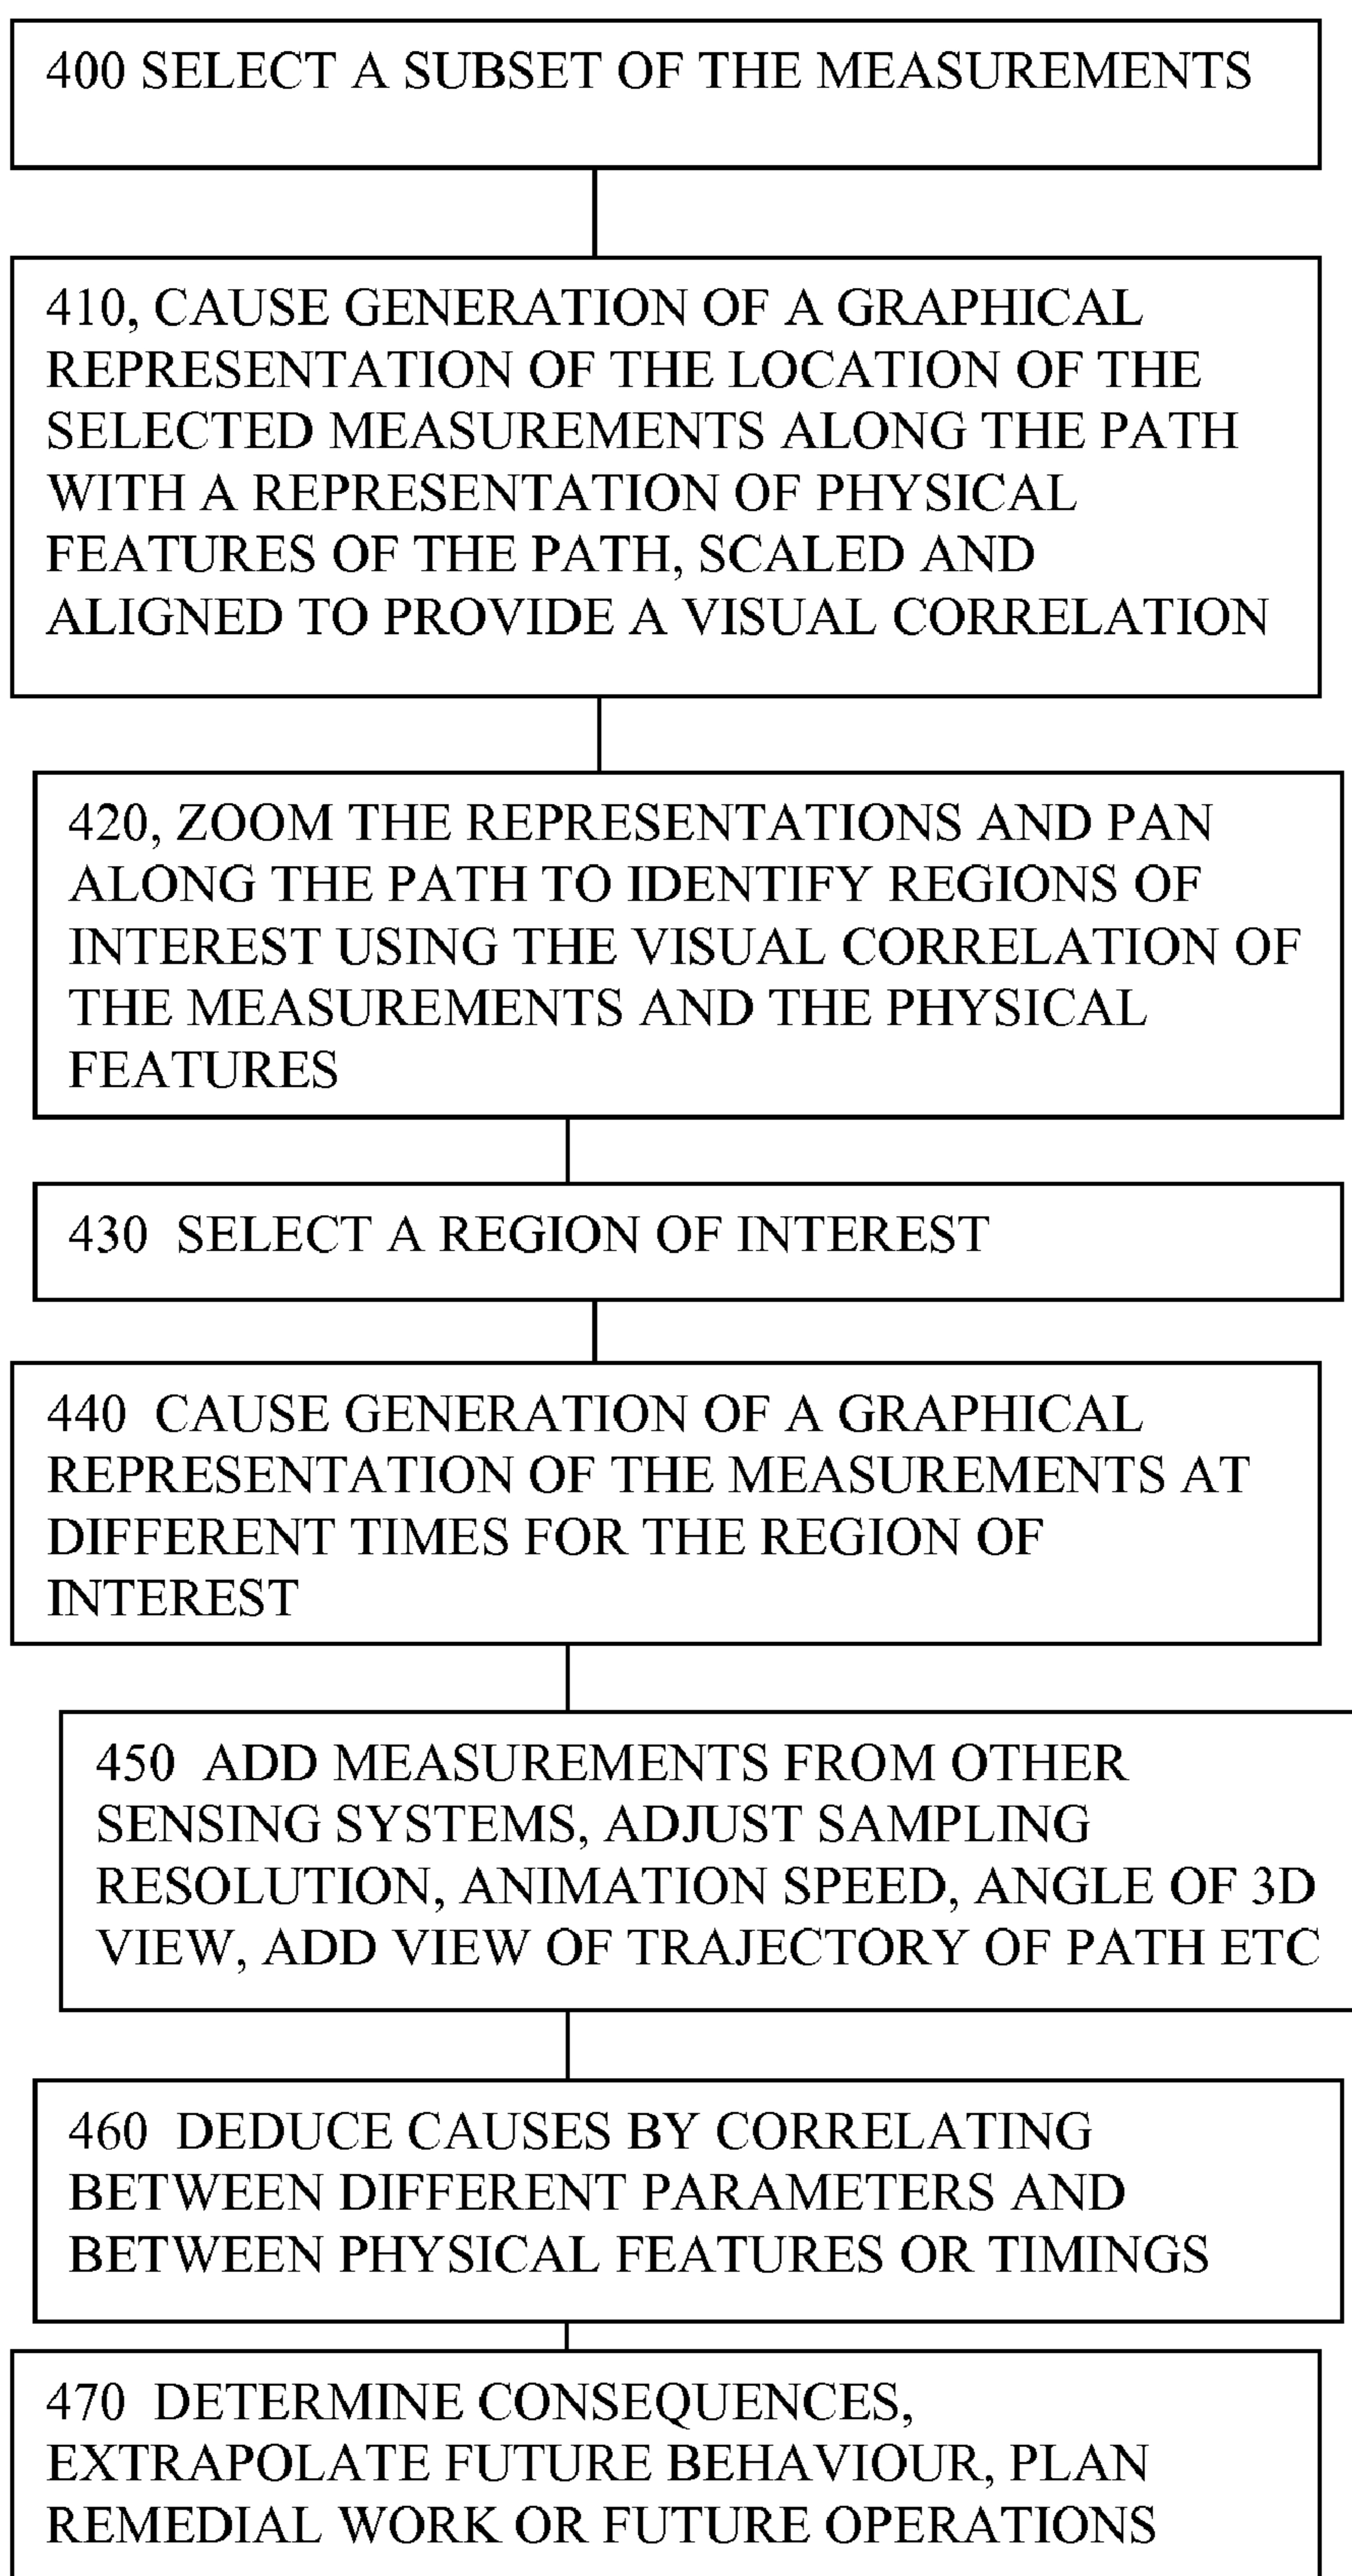 400 SELECT A SUBSET OF THE MEASUREMENTS
410, CAUSE GENERATION OF A GRAPHICAL
REPRESENTATION OF THE LOCATION OF THE
SELECTED MEASUREMENTS ALONG THE PATH
WITH A REPRESENTATION OF PHYSICAL
FEATURES OF THE PATH, SCALED AND
ALIGNED TO PROVIDE A VISUAL CORRELATION
420, ZOOM THE REPRESENTATIONS AND PAN
ALONG THE PATH TO IDENTIFY REGIONS OF
INTEREST USING THE VISUAL CORRELATION OF
THE MEASUREMENTS AND THE PHYSICAL
FEATURES
430 SELECT A REGION OF INTEREST
440 CAUSE GENERATION OF A GRAPHICAL
REPRESENTATION OF THE MEASUREMENTS AT
DIFFERENT TIMES FOR THE REGION OF
INTEREST
450 ADD MEASUREMENTS FROM OTHER
SENSING SYSTEMS, ADJUST SAMPLING
RESOLUTION, ANIMATION SPEED, ANGLE OF 3D
VIEW, ADD VIEW OF TRAJECTORY OF PATH ETC
460 DEDUCE CAUSES BY CORRELATING
BETWEEN DIFFERENT PARAMETERS AND
BETWEEN PHYSICAL FEATURES OR TIMINGS
470 DETERMINE CONSEQUENCES,
EXTRAPOLATE FUTURE BEHAVIOUR, PLAN
REMEDIAL WORK OR FUTURE OPERATIONS